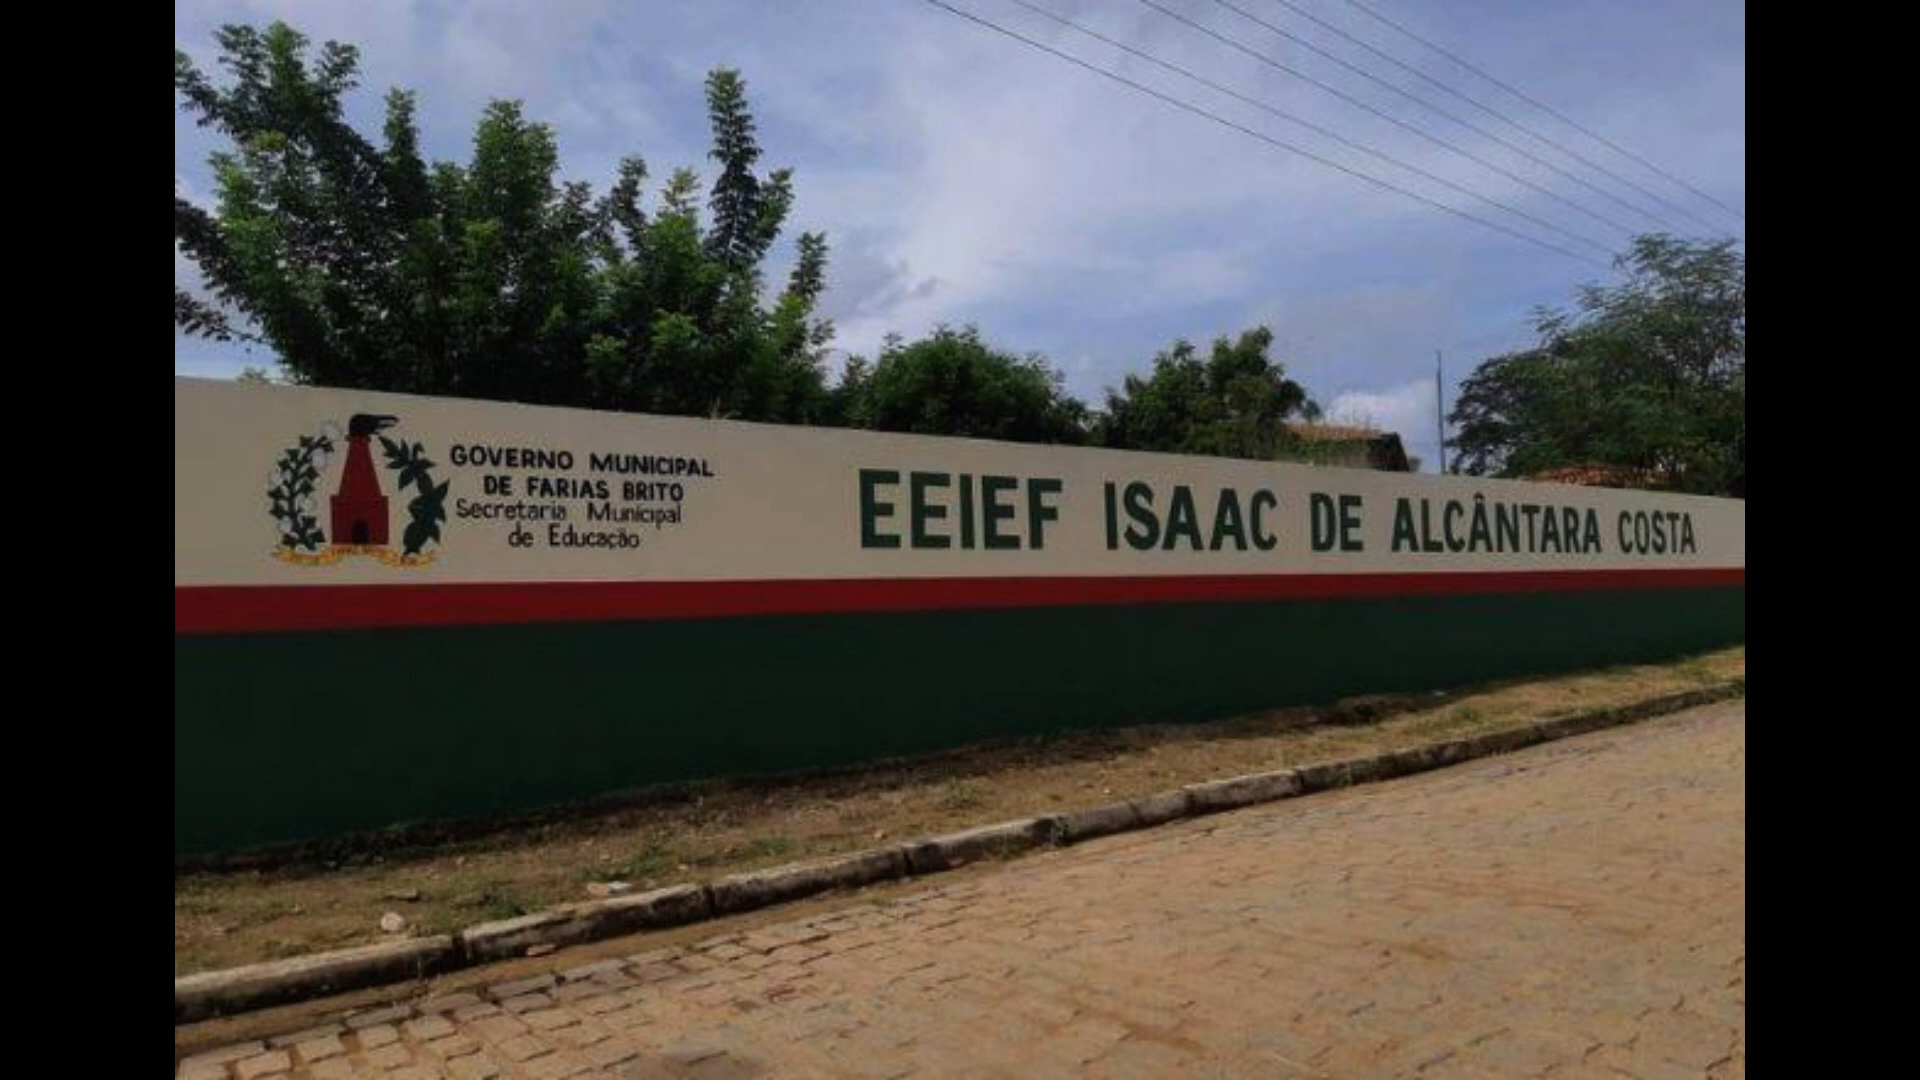 GOVERNO MUNICIPAL
DE FARIAS BRITO
Secretaria Municipal
de Educação
EEIEF ISAAC DE ALCÂNTARA COSTA